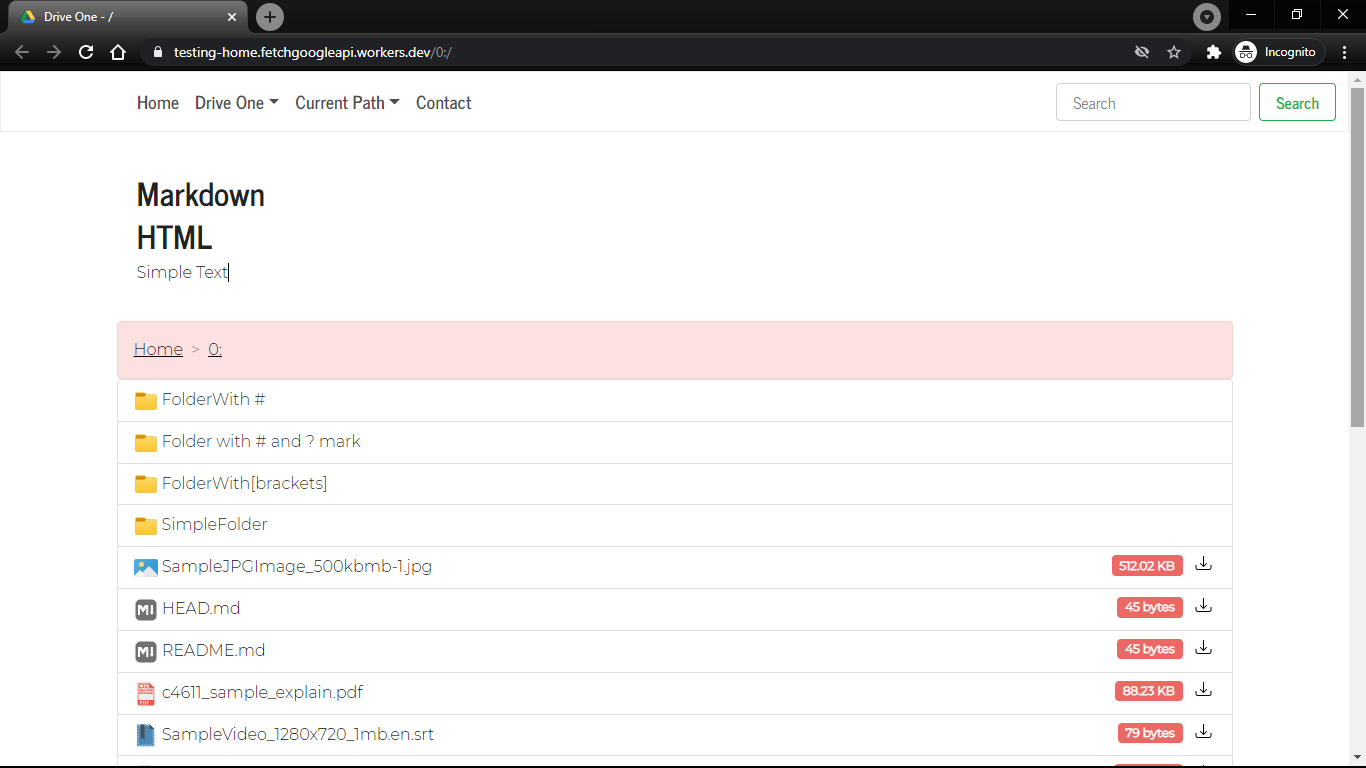 Drive One - /
testing-home.fetchgoogleapi.workers.dev/0:/
Incognito
Home Drive One Current Path Contact Search Search
Markdown
HTML
Simple Text
Home > 0:
FolderWith #
Folder with # and ? mark
FolderWith[brackets]
SimpleFolder
SampleJPGImage_500kbmb-1.jpg 512.02 KB
HEAD.md 45 bytes
README.md 45 bytes
c4611_sample_explain.pdf 88.23 KB
SampleVideo_1280x720_1mb.en.srt 79 bytes